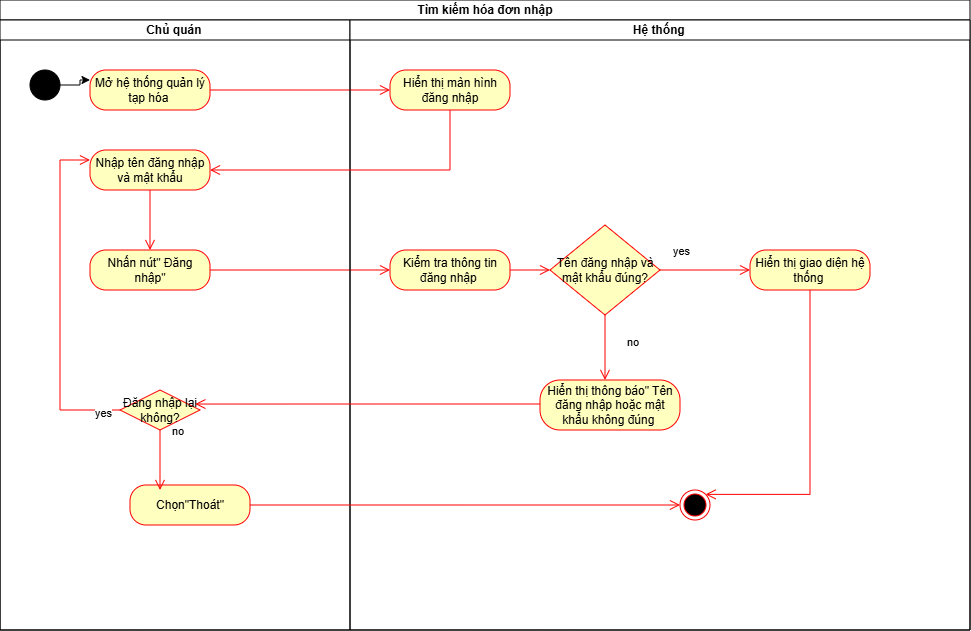 Tìm kiếm hóa đơn nhập
Chủ quán
Hệ thống
Mở hệ thống quản lý
tạp hóa
Hiển thị màn hình
đăng nhập
Nhập tên đăng nhập
và mật khẩu
Nhấn nút" Đăng
nhập"
Kiểm tra thông tin
đăng nhập
Tên đăng nhập và
mật khẩu đúng?
yes
Hiển thị giao diện hệ
thống
no
Hiển thị thông báo" Tên
đăng nhập hoặc mật
khẩu không đúng
Đăng nhập lại
không?
yes
no
Chọn"Thoát"